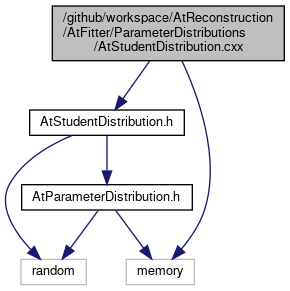 /github/workspace/AtReconstruction
/AtFitter/ParameterDistributions
/AtStudentDistribution.cxx
AtStudentDistribution.h
AtParameterDistribution.h
random
memory